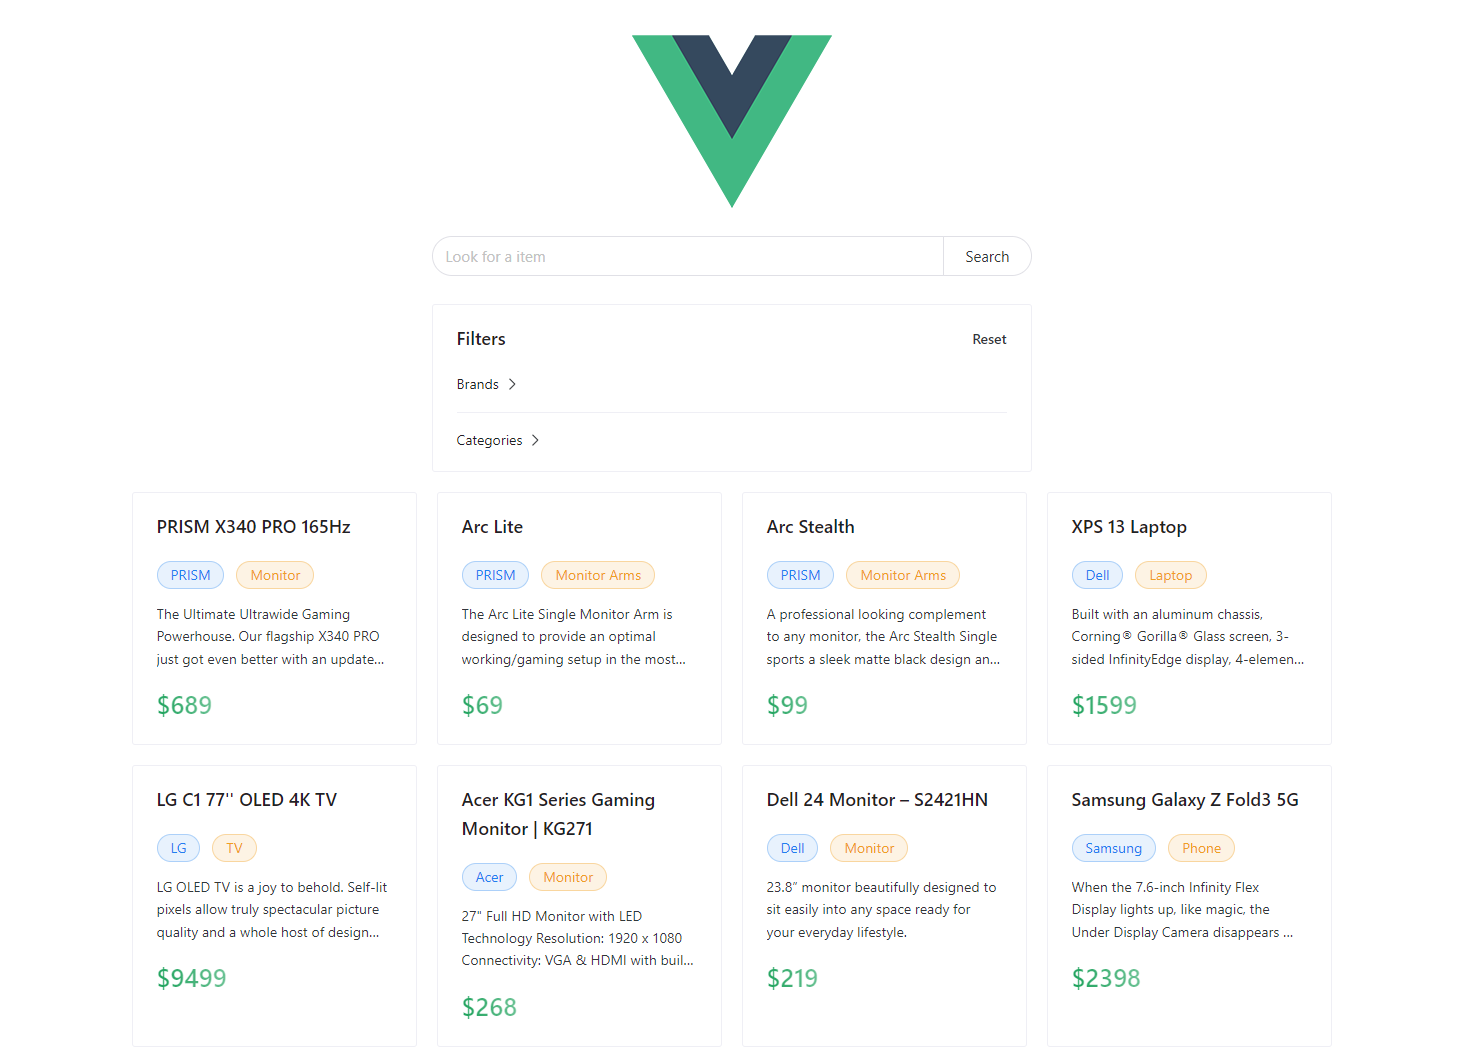 Look for a item
Search
Filters
Reset
Brands
Categories
PRISM X340 PRO 165Hz
PRISM
Monitor
The Ultimate Ultrawide Gaming
Powerhouse. Our flagship X340 PRO
just got even better with an update...
$689
Arc Lite
PRISM
Monitor Arms
The Arc Lite Single Monitor Arm is
designed to provide an optimal
working/gaming setup in the most...
$69
Arc Stealth
PRISM
Monitor Arms
A professional looking complement
to any monitor, the Arc Stealth Single
sports a sleek matte black design an...
$99
XPS 13 Laptop
Dell
Laptop
Built with an aluminum chassis,
Corning® Gorilla® Glass screen, 3-
sided InfinityEdge display, 4-elemen...
$1599
LG C1 77'' OLED 4K TV
LG
TV
LG OLED TV is a joy to behold. Self-lit
pixels allow truly spectacular picture
quality and a whole host of design...
$9499
Acer KG1 Series Gaming
Monitor | KG271
Acer
Monitor
27" Full HD Monitor with LED
Technology Resolution: 1920 x 1080
Connectivity: VGA & HDMI with buil...
$268
Dell 24 Monitor – S2421HN
Dell
Monitor
23.8” monitor beautifully designed to
sit easily into any space ready for
your everyday lifestyle.
$219
Samsung Galaxy Z Fold3 5G
Samsung
Phone
When the 7.6-inch Infinity Flex
Display lights up, like magic, the
Under Display Camera disappears ...
$2398